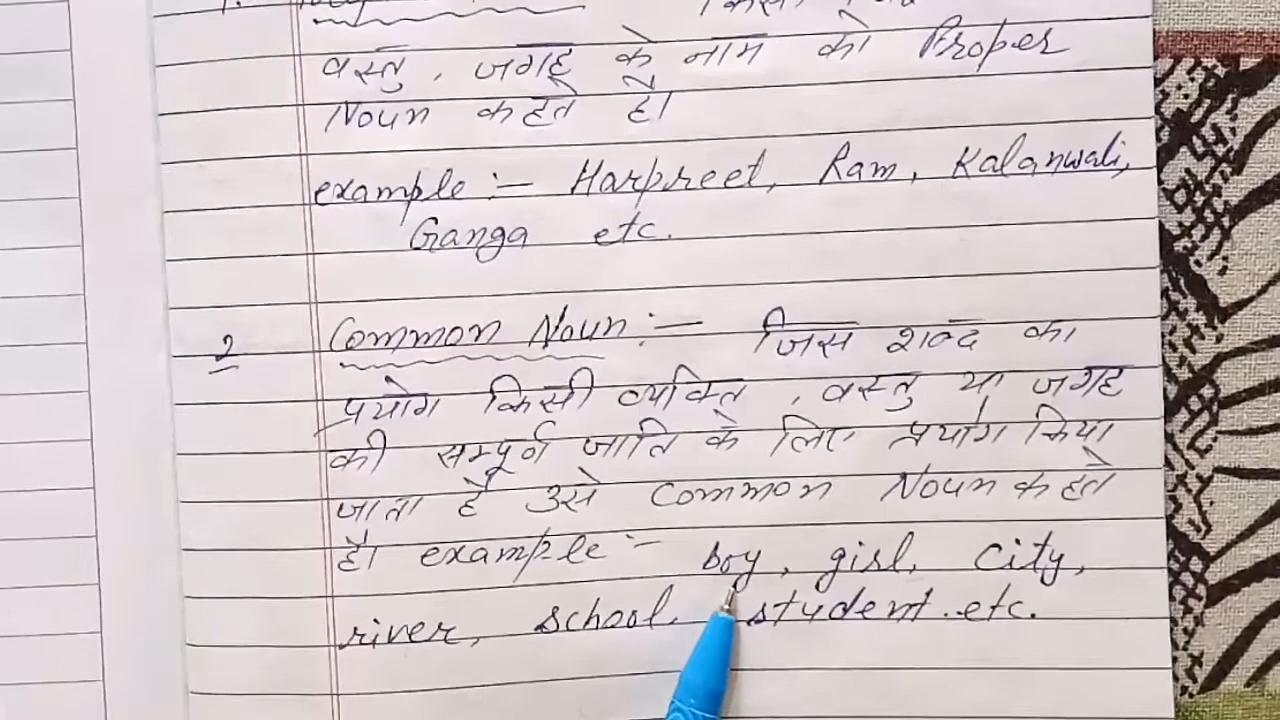 वस्तु, जगह के नाम को Proper
Noun कहते है।
example :- Harpreet, Ram, Kalanwali,
Ganga etc.
2 Common Noun :- जिस शब्द का
प्रयोग किसी व्यक्ति, वस्तु या जगह
की सम्पूर्ण जाति के लिए प्रयोग किया
जाता है उसे Common Noun कहते
है। example :- boy, girl, city,
river, school, student etc.